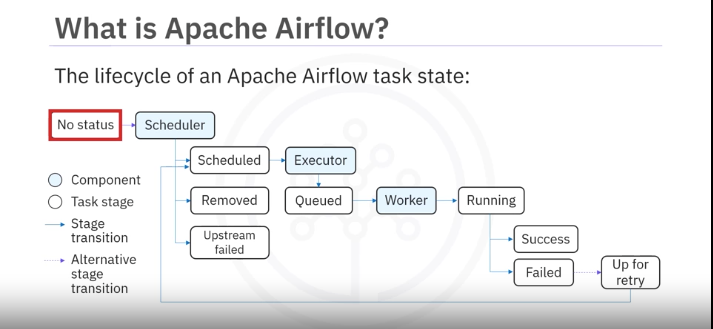 What is Apache Airflow?
The lifecycle of an Apache Airflow task state:
No status
Scheduler
Scheduled
Executor
Component
Task stage
Removed
Queued
Worker
Running
Stage
transition
Upstream
failed
Success
Alternative
stage
transition
Failed
Up for
retry